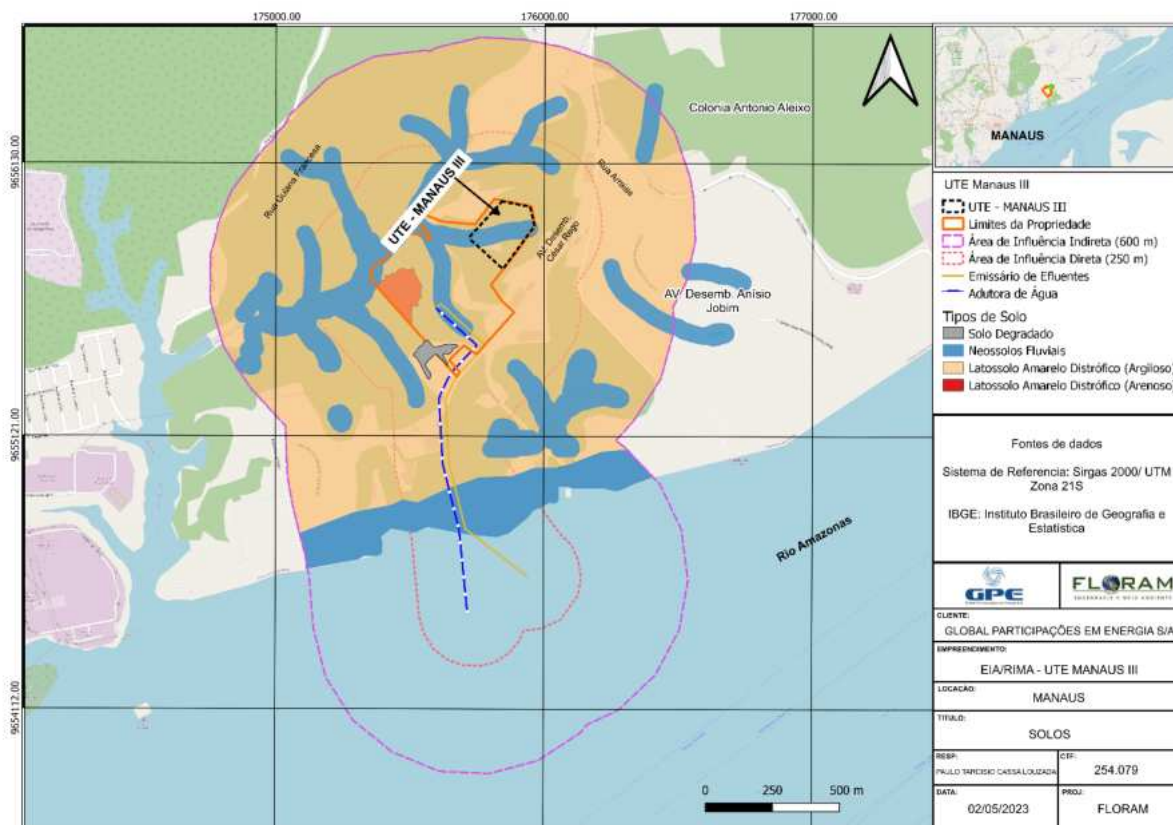 175000.00 176000.00 177000.00
9656130.00
9655121.00
9654112.00
Colonia Antonio Aleixo
Rua Guiana Francesa
UTE - MANAUS III
Rua Amsias
AV. Desemb.
César Rego
AV. Desemb. Anísio
Jobim
Rio Amazonas
0 250 500 m
MANAUS
UTE Manaus III
UTE - MANAUS III
Limites da Propriedade
Área de Influência Indireta (600 m)
Área de Influência Direta (250 m)
Emissário de Efluentes
Adutora de Água
Tipos de Solo
Solo Degradado
Neossolos Fluviais
Latossolo Amarelo Distrófico (Argiloso)
Latossolo Amarelo Distrófico (Arenoso)
Fontes de dados
Sistema de Referencia: Sirgas 2000/ UTM
Zona 21S
IBGE: Instituto Brasileiro de Geografia e
Estatística
GPE
FLORAM
ENGENHARIA E MEIO AMBIENTE
CLIENTE:
GLOBAL PARTICIPAÇÕES EM ENERGIA S/A
EMPREENDIMENTO:
EIA/RIMA - UTE MANAUS III
LOCAÇÃO:
MANAUS
TITULO:
SOLOS
RESP:
PAULO TARCISIO CASSA LOUZADA
CTF:
254.079
DATA:
02/05/2023
PROJ:
FLORAM